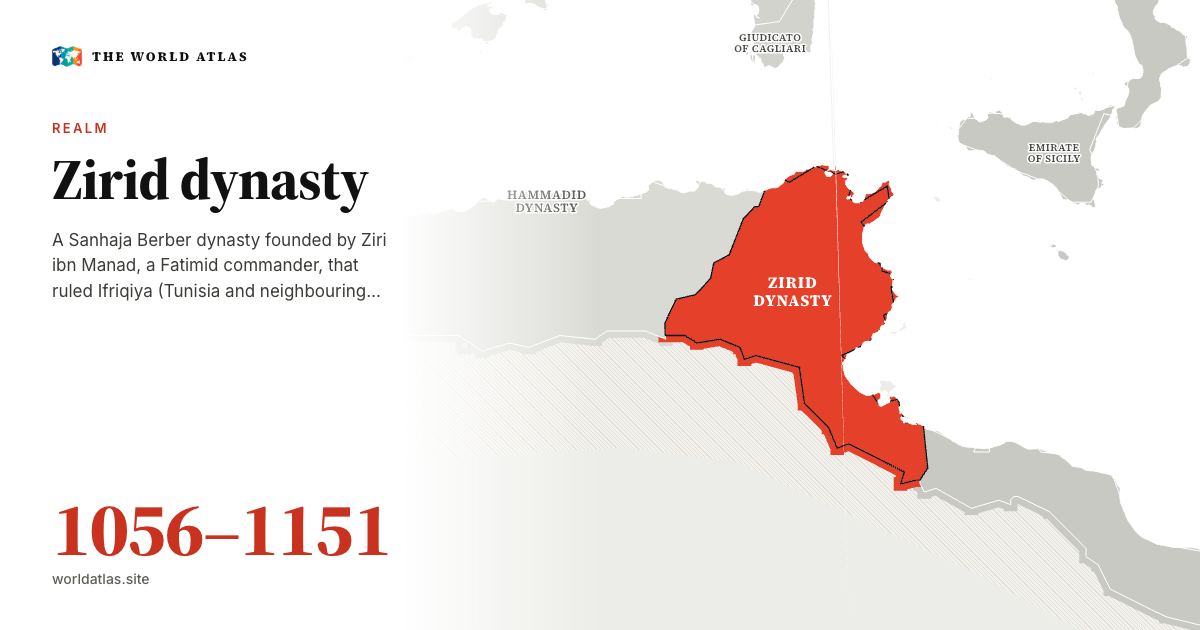 THE WORLD ATLAS
REALM
Zirid dynasty
A Sanhaja Berber dynasty founded by Ziri
ibn Manad, a Fatimid commander, that
ruled Ifriqiya (Tunisia and neighbouring...
1056–1151
worldatlas.site
GIUDICATO
OF CAGLIARI
EMIRATE
OF SICILY
HAMMADID
DYNASTY
ZIRID
DYNASTY